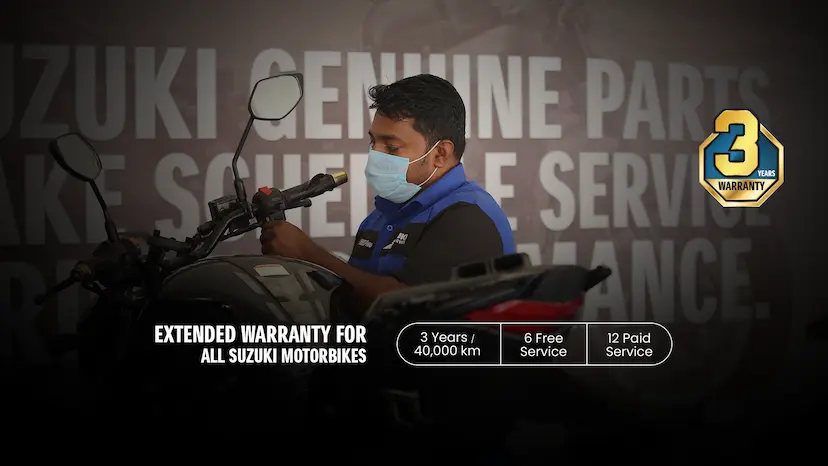 SUZUKI GENUINE PARTS
SERVICE
3
YEARS
WARRANTY
EXTENDED WARRANTY FOR
ALL SUZUKI MOTORBIKES
3 Years /
40,000 km
6 Free
Service
12 Paid
Service